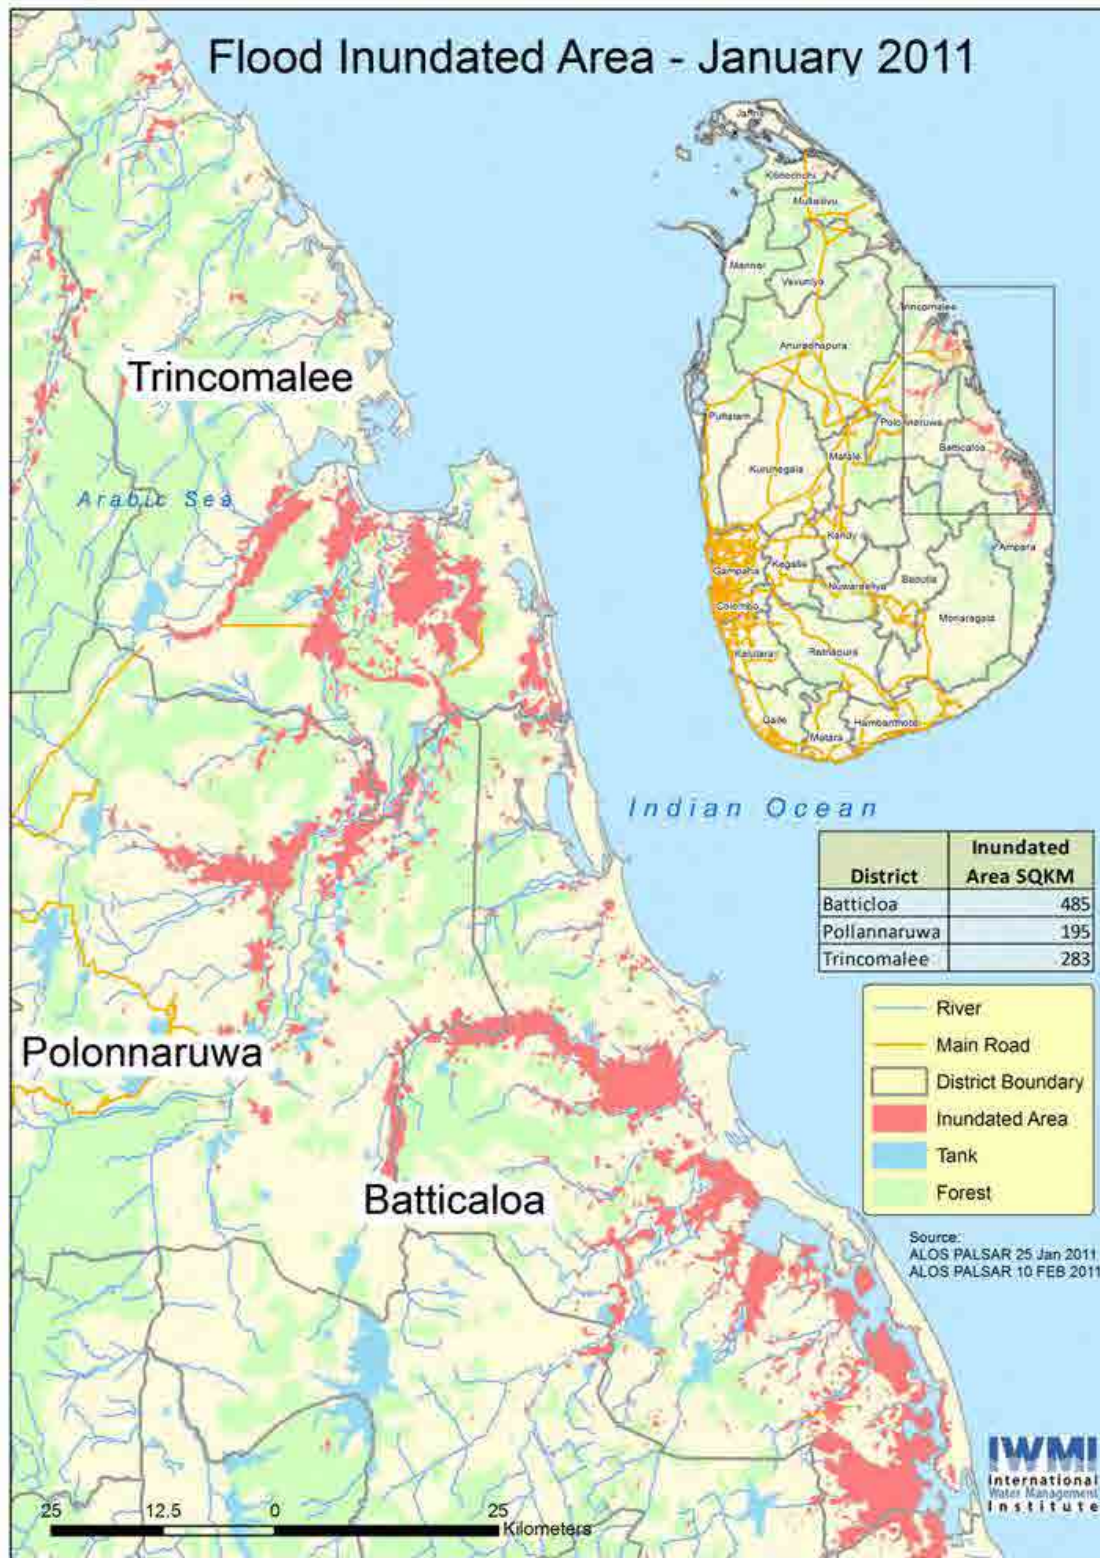 Flood Inundated Area - January 2011
Jaffna
Kilinochchi
Mullaitivu
Mannar
Vavuniya
Trincomalee
Anuradhapura
Puttalam
Polonnaruwa
Batticaloa
Kurunegala
Matale
Kandy
Ampara
Gampaha
Kegalle
Nuwaraeliya
Badulla
Colombo
Monaragala
Kalutara
Ratnapura
Galle
Matara
Hambanthota
Trincomalee
Arabic Sea
Indian Ocean
District Inundated Area SQKM
Batticloa 485
Pollannaruwa 195
Trincomalee 283
River
Main Road
District Boundary
Inundated Area
Tank
Forest
Polonnaruwa
Batticaloa
Source:
ALOS PALSAR 25 Jan 2011
ALOS PALSAR 10 FEB 2011
IWMI
International
Water Management
Institute
25 12.5 0 25 Kilometers